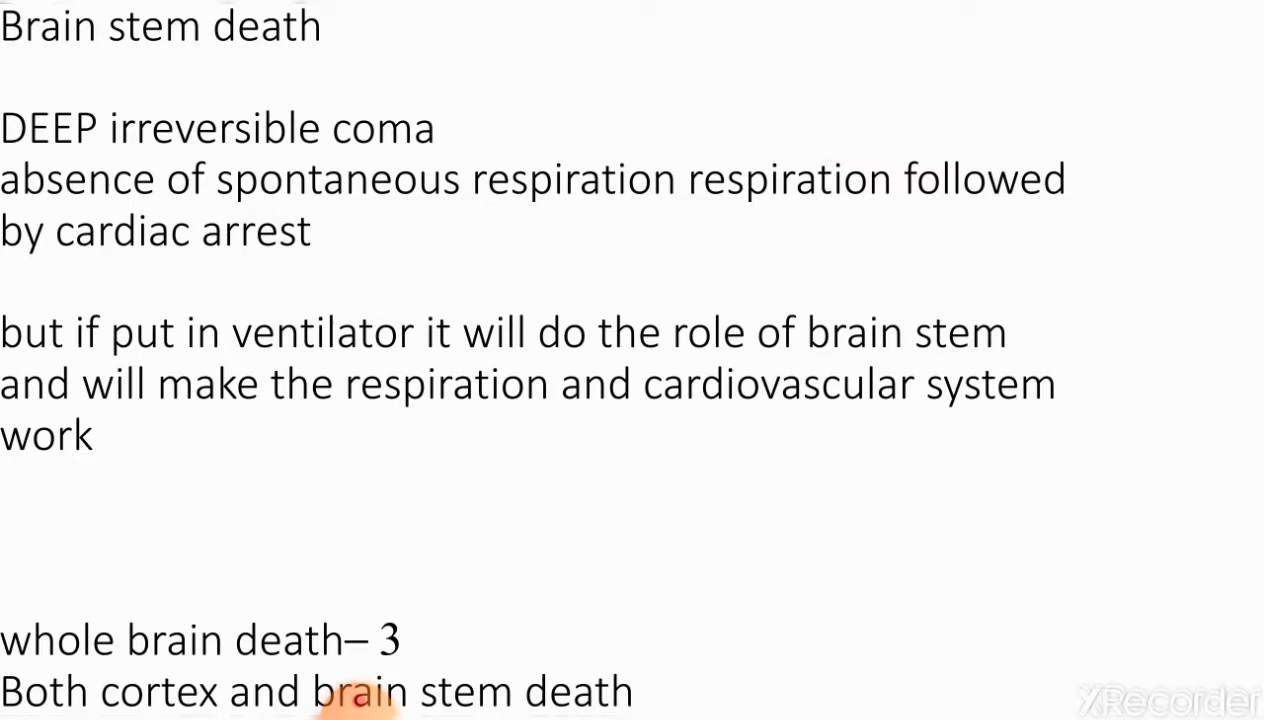 Brain stem death
DEEP irreversible coma
absence of spontaneous respiration respiration followed
by cardiac arrest
but if put in ventilator it will do the role of brain stem
and will make the respiration and cardiovascular system
work
whole brain death– 3
Both cortex and brain stem death
XRecorder